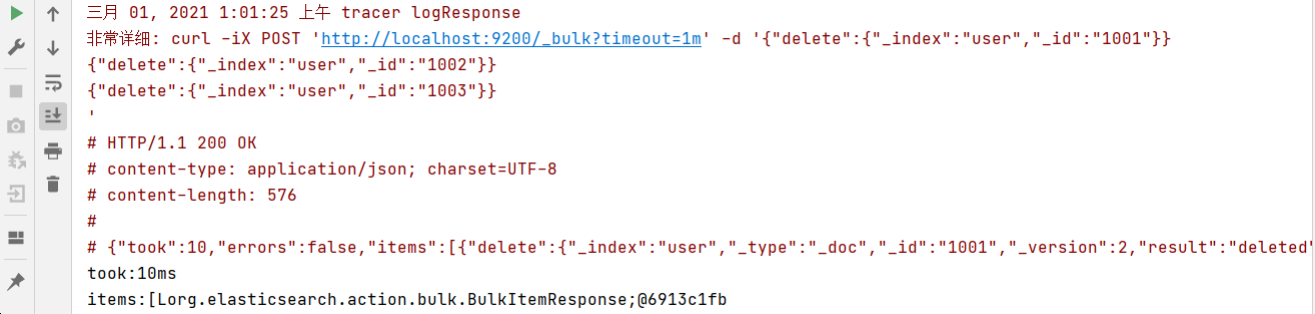 三月 01, 2021 1:01:25 上午 tracer logResponse
非常详细: curl -iX POST 'http://localhost:9200/_bulk?timeout=1m' -d '{"delete":{"_index":"user","_id":"1001"}}
{"delete":{"_index":"user","_id":"1002"}}
{"delete":{"_index":"user","_id":"1003"}}
'
# HTTP/1.1 200 OK
# content-type: application/json; charset=UTF-8
# content-length: 576
#
# {"took":10,"errors":false,"items":[{"delete":{"_index":"user","_type":"_doc","_id":"1001","_version":2,"result":"deleted"
took:10ms
items:[Lorg.elasticsearch.action.bulk.BulkItemResponse;@6913c1fb